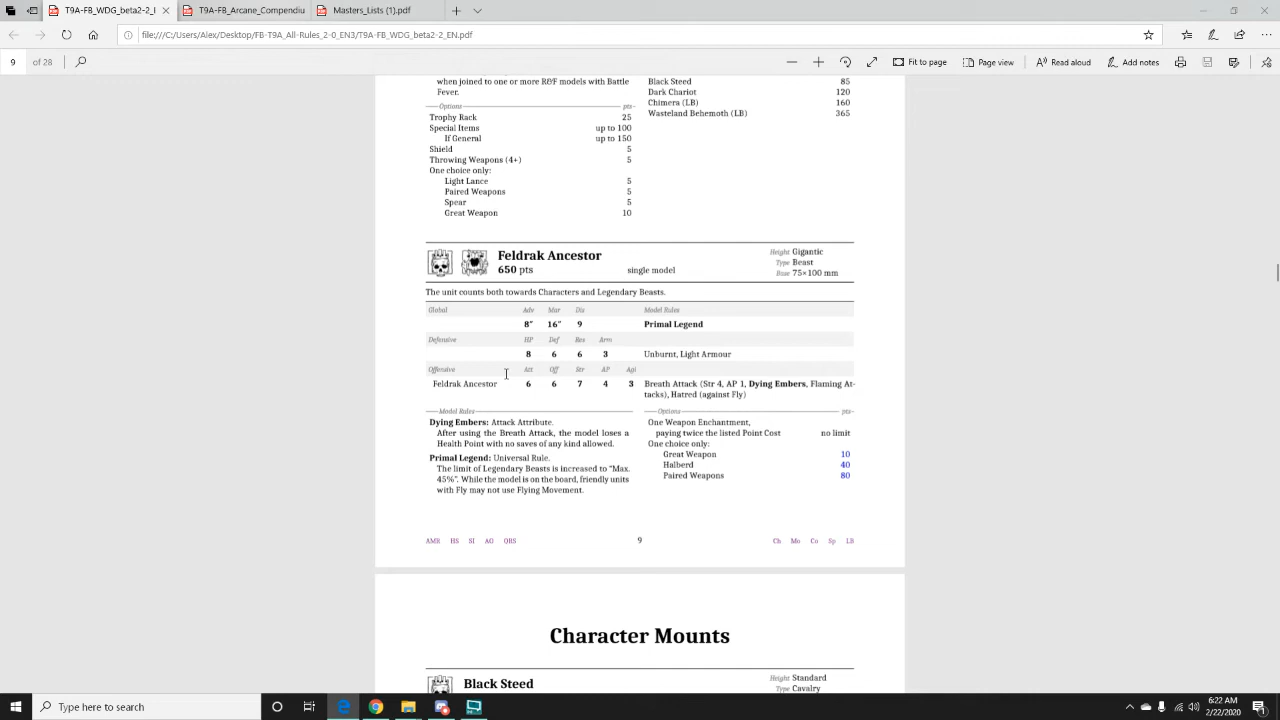 T9A-FB_WDG_beta2-2_I
T9A-FB_Arcane-Compendiu
T9A-Masters_Lists_All_Tab
file:///C:/Users/Alex/Desktop/FB-T9A_All-Rules_2-0_EN3/T9A-FB_WDG_beta2-2_EN.pdf
9 of 28
Fit to page
Page view
Read aloud
Add notes
when joined to one or more R&F models with Battle
Fever.
Options pts
Trophy Rack 25
Special Items up to 100
If General up to 150
Shield 5
Throwing Weapons (4+) 5
One choice only:
Light Lance 5
Paired Weapons 5
Spear 5
Great Weapon 10
Black Steed 85
Dark Chariot 120
Chimera (LB) 160
Wasteland Behemoth (LB) 365
Feldrak Ancestor
650 pts single model
Height Gigantic
Type Beast
Base 75×100 mm
The unit counts both towards Characters and Legendary Beasts.
Global Adv Mar Dis Model Rules
8″ 16″ 9 Primal Legend
Defensive HP Def Res Arm
8 6 6 3 Unburnt, Light Armour
Offensive Att Off Str AP Agi
Feldrak Ancestor 6 6 7 4 3 Breath Attack (Str 4, AP 1, Dying Embers, Flaming At-
tacks), Hatred (against Fly)
Model Rules
Dying Embers: Attack Attribute.
After using the Breath Attack, the model loses a
Health Point with no saves of any kind allowed.
Primal Legend: Universal Rule.
The limit of Legendary Beasts is increased to "Max.
45%". While the model is on the board, friendly units
with Fly may not use Flying Movement.
Options pts
One Weapon Enchantment,
paying twice the listed Point Cost no limit
One choice only:
Great Weapon 10
Halberd 40
Paired Weapons 80
AMR HS SI AO QRS 9 Ch Mo Co Sp LB
Character Mounts
Black Steed
Height Standard
Type Cavalry
Type here to search
6:22 AM
2/22/2020